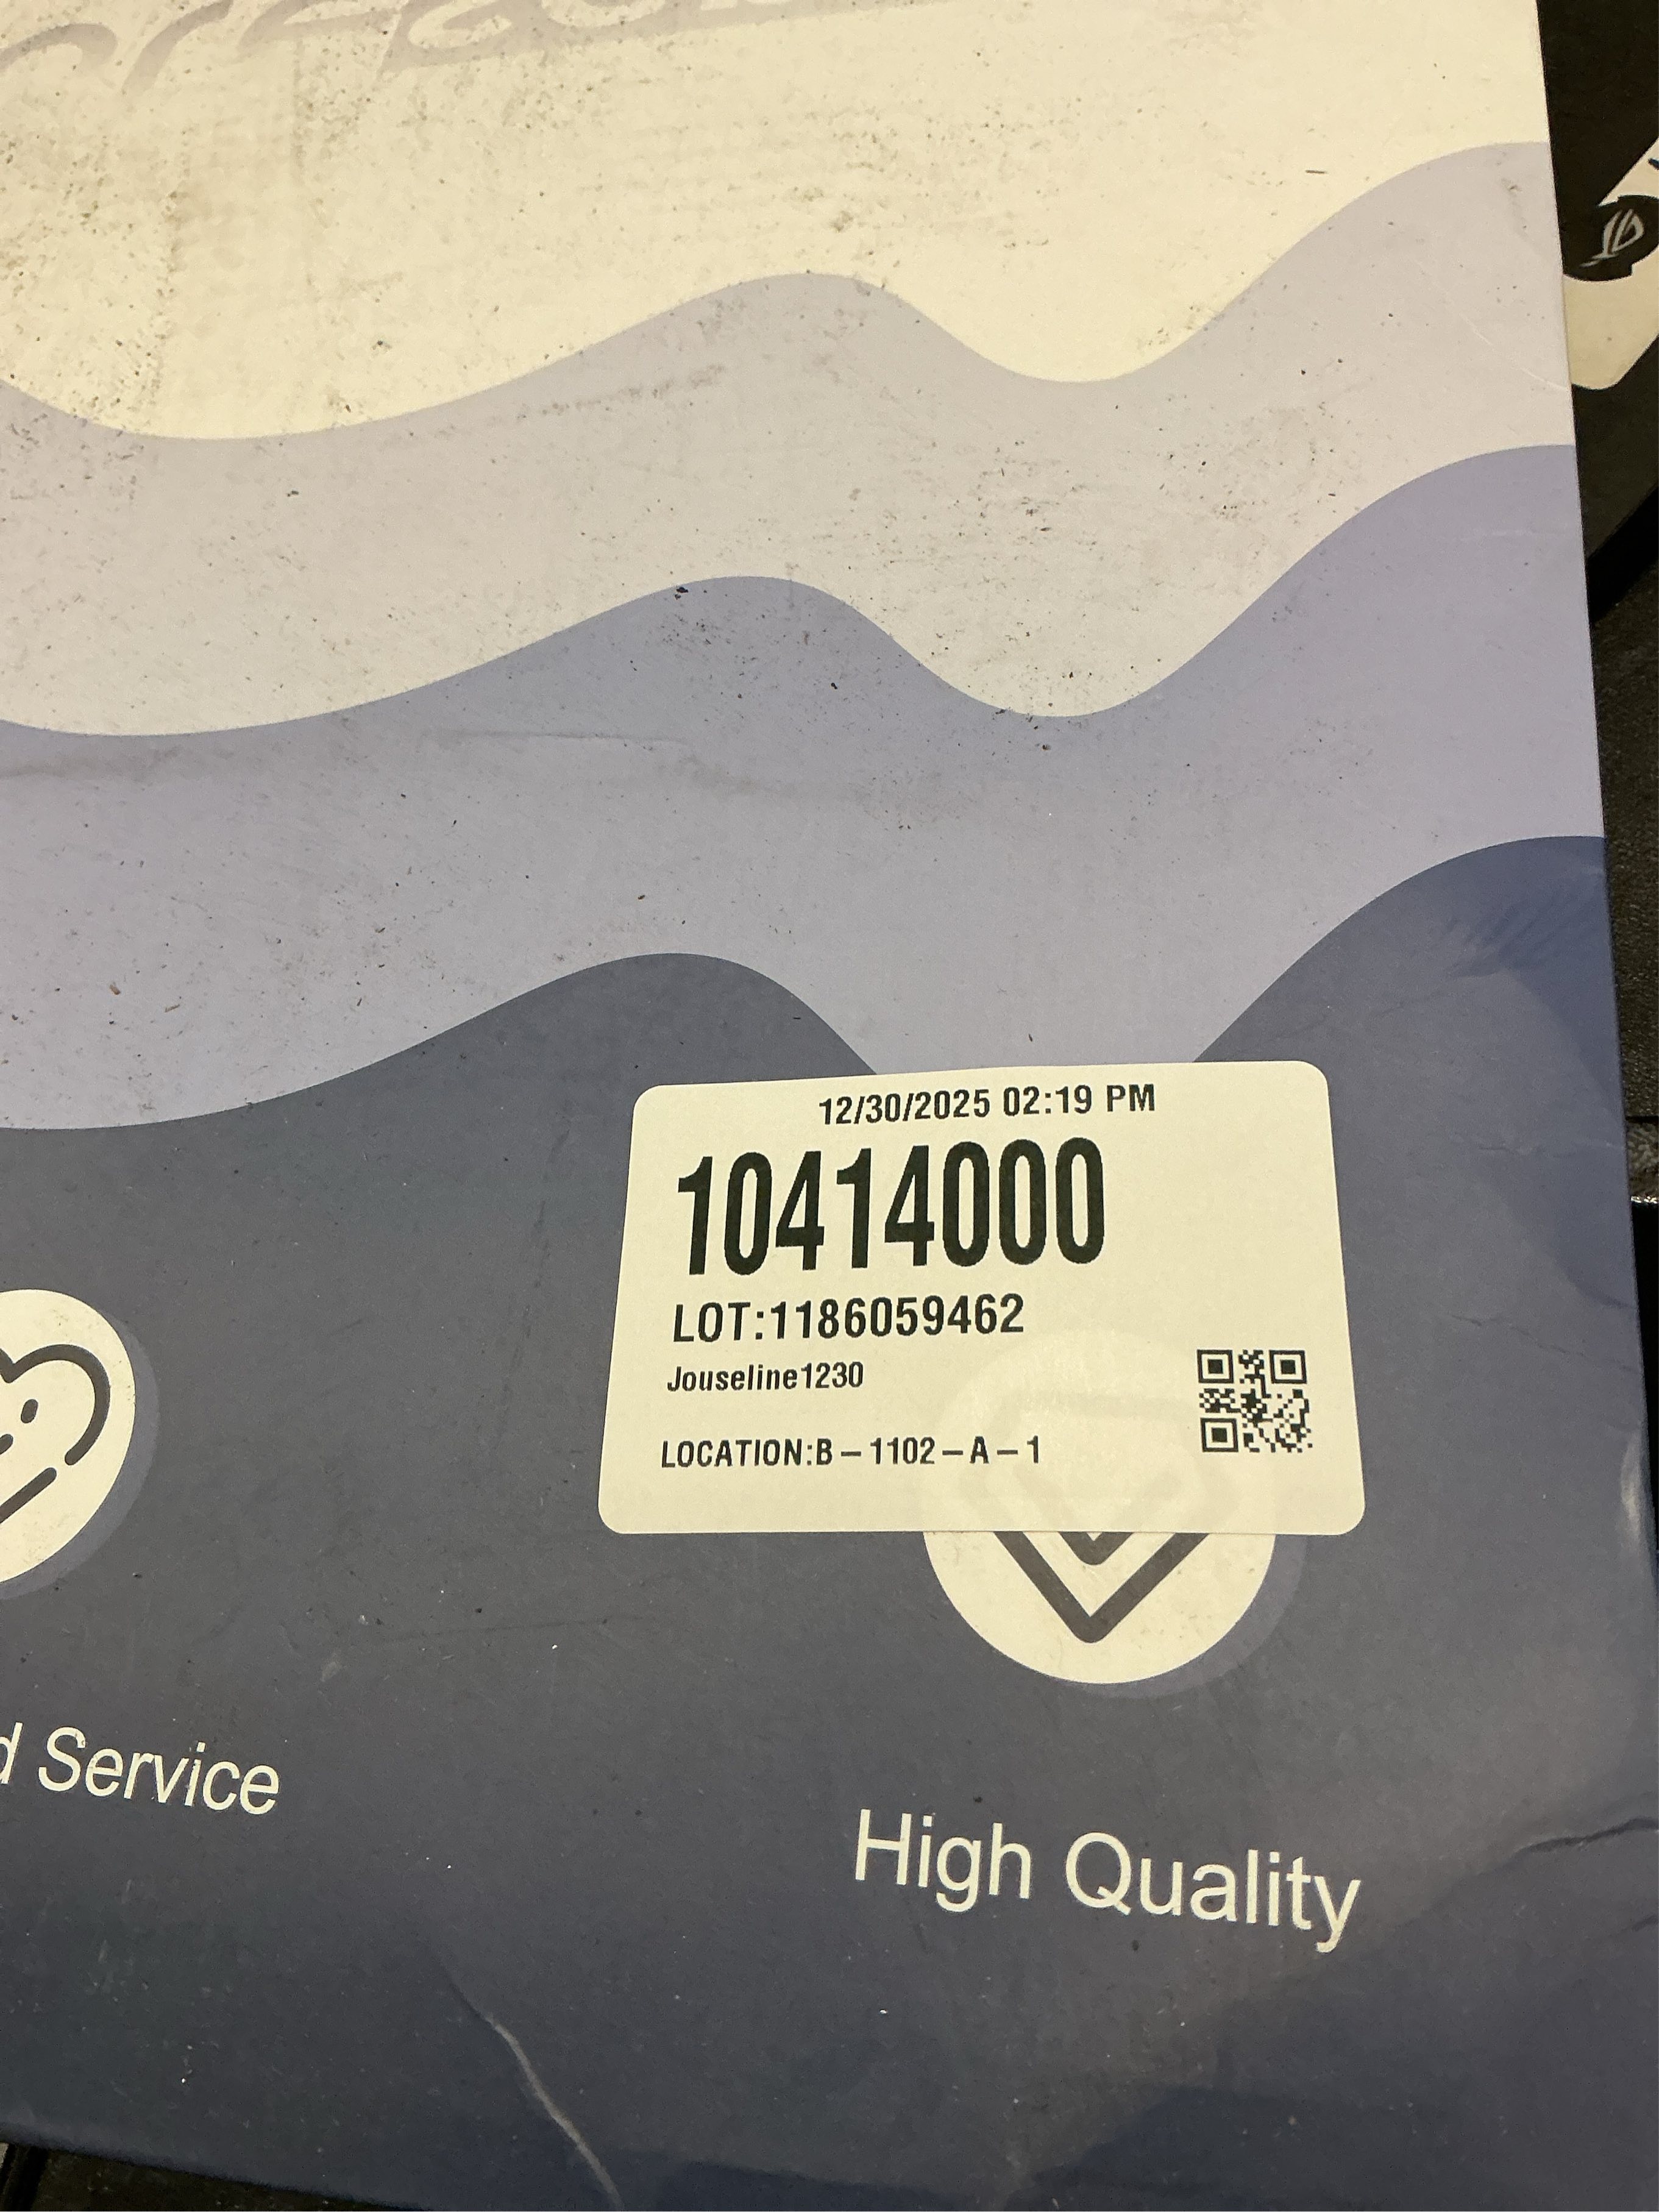 12/30/2025 02:19 PM
10414000
LOT:1186059462
Jouseline1230
LOCATION:B – 1102 – A – 1
Service
High Quality